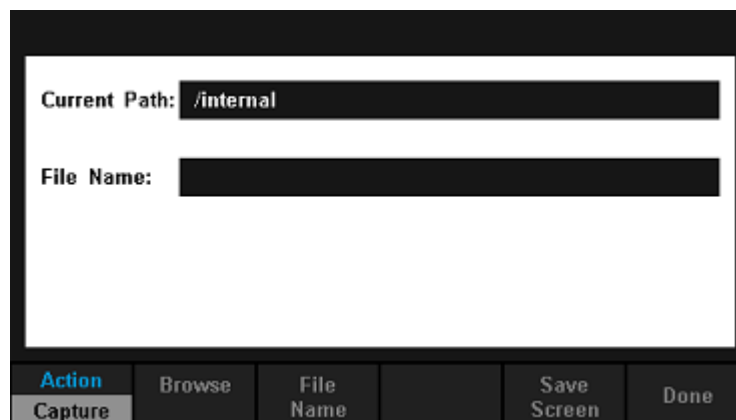 Current Path: /internal
File Name:
Action Browse File Save Done
Capture Name Screen